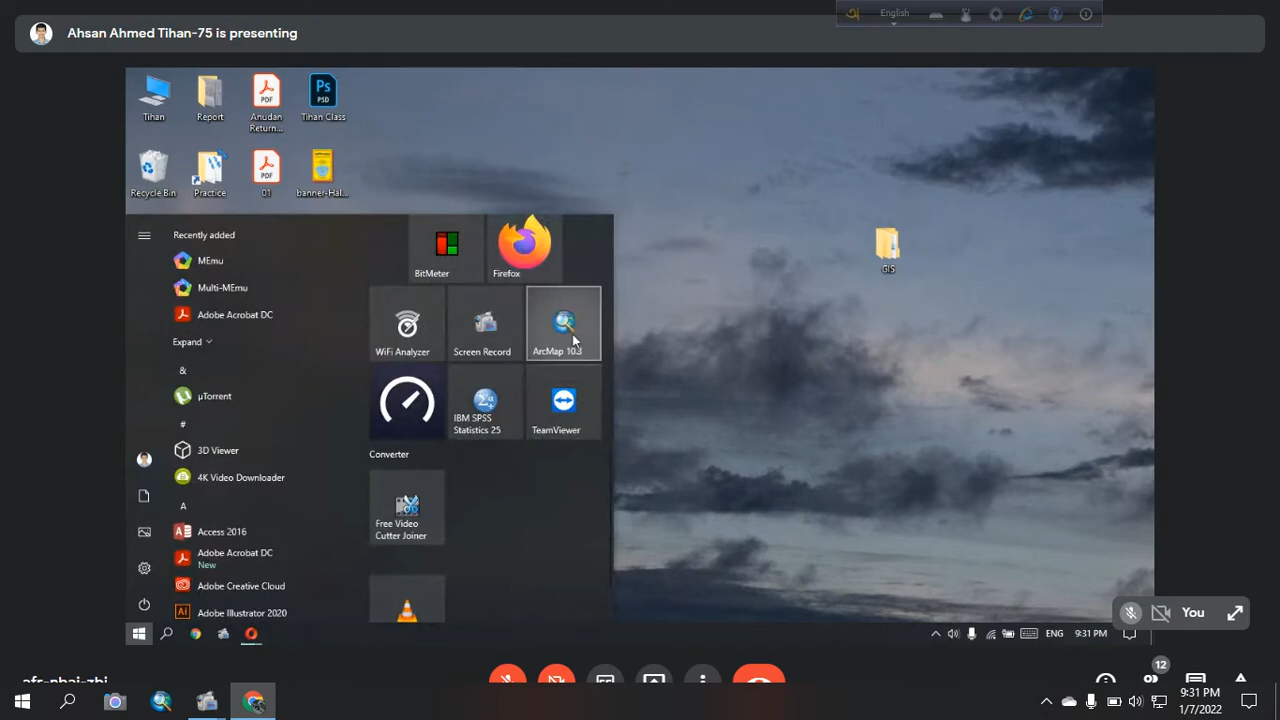 English
Ahsan Ahmed Tihan-75 is presenting
Tihan
Report
Anudan
Return...
Tihan Class
Ps
PSD
PDF
Recycle Bin
Practice
PDF
01
banner-Hal...
GIS
Recently added
MEmu
Multi-MEmu
Adobe Acrobat DC
Expand
&
µTorrent
#
3D Viewer
4K Video Downloader
A
Access 2016
Adobe Acrobat DC
New
Adobe Creative Cloud
Adobe Illustrator 2020
BitMeter
Firefox
WiFi Analyzer
Screen Record
ArcMap 10.3
IBM SPSS
Statistics 25
TeamViewer
Converter
Free Video
Cutter Joiner
You
ENG
9:31 PM
12
9:31 PM
1/7/2022